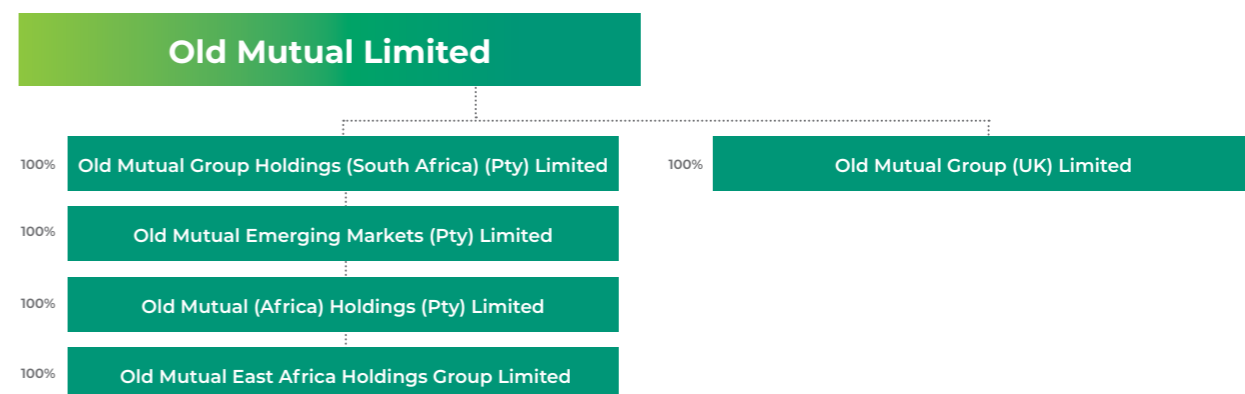 Old Mutual Limited
100% Old Mutual Group Holdings (South Africa) (Pty) Limited
100% Old Mutual Group (UK) Limited
100% Old Mutual Emerging Markets (Pty) Limited
100% Old Mutual (Africa) Holdings (Pty) Limited
100% Old Mutual East Africa Holdings Group Limited